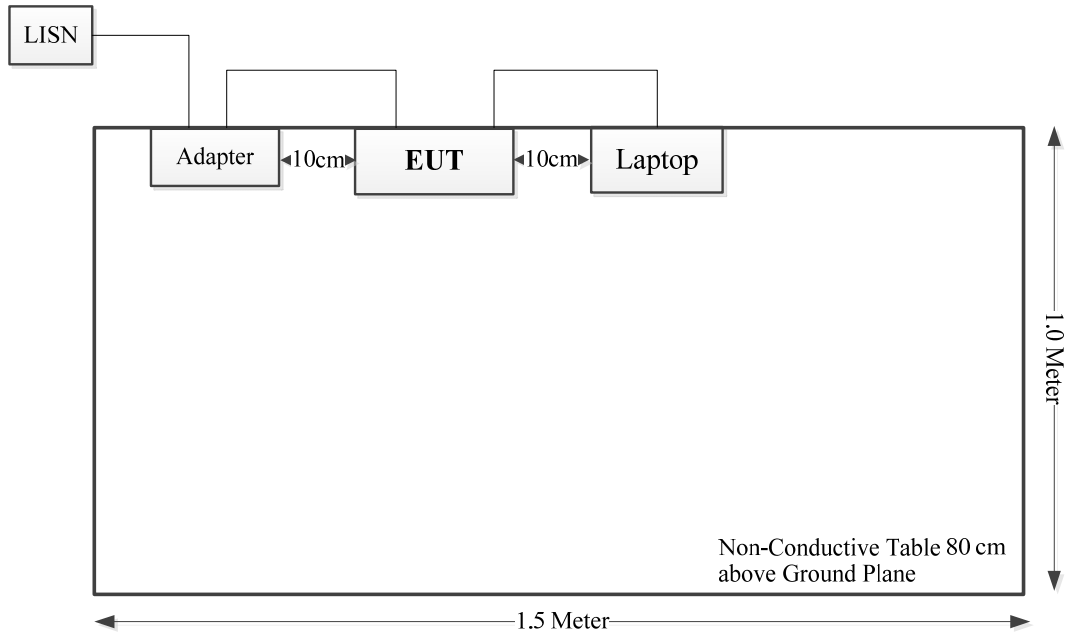 LISN
Adapter
10cm
EUT
10cm
Laptop
1.0 Meter
Non-Conductive Table 80 cm
above Ground Plane
1.5 Meter